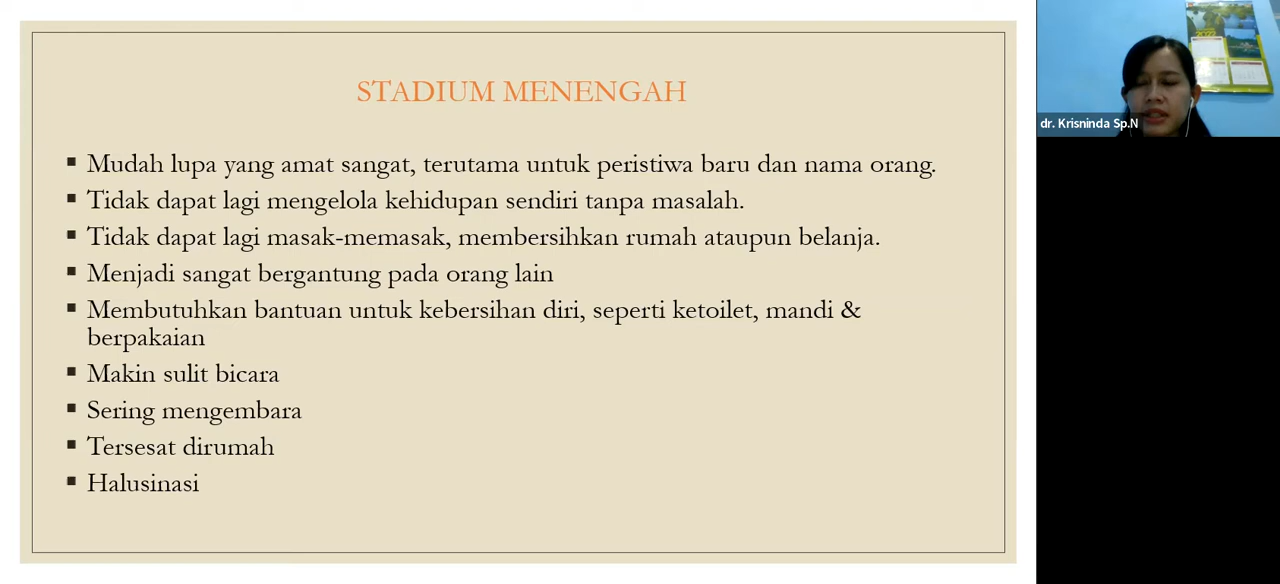 STADIUM MENENGAH
▪ Mudah lupa yang amat sangat, terutama untuk peristiwa baru dan nama orang.
▪ Tidak dapat lagi mengelola kehidupan sendiri tanpa masalah.
▪ Tidak dapat lagi masak-memasak, membersihkan rumah ataupun belanja.
▪ Menjadi sangat bergantung pada orang lain
▪ Membutuhkan bantuan untuk kebersihan diri, seperti ketoilet, mandi &
berpakaian
▪ Makin sulit bicara
▪ Sering mengembara
▪ Tersesat dirumah
▪ Halusinasi
2022
dr. Krisninda Sp.N